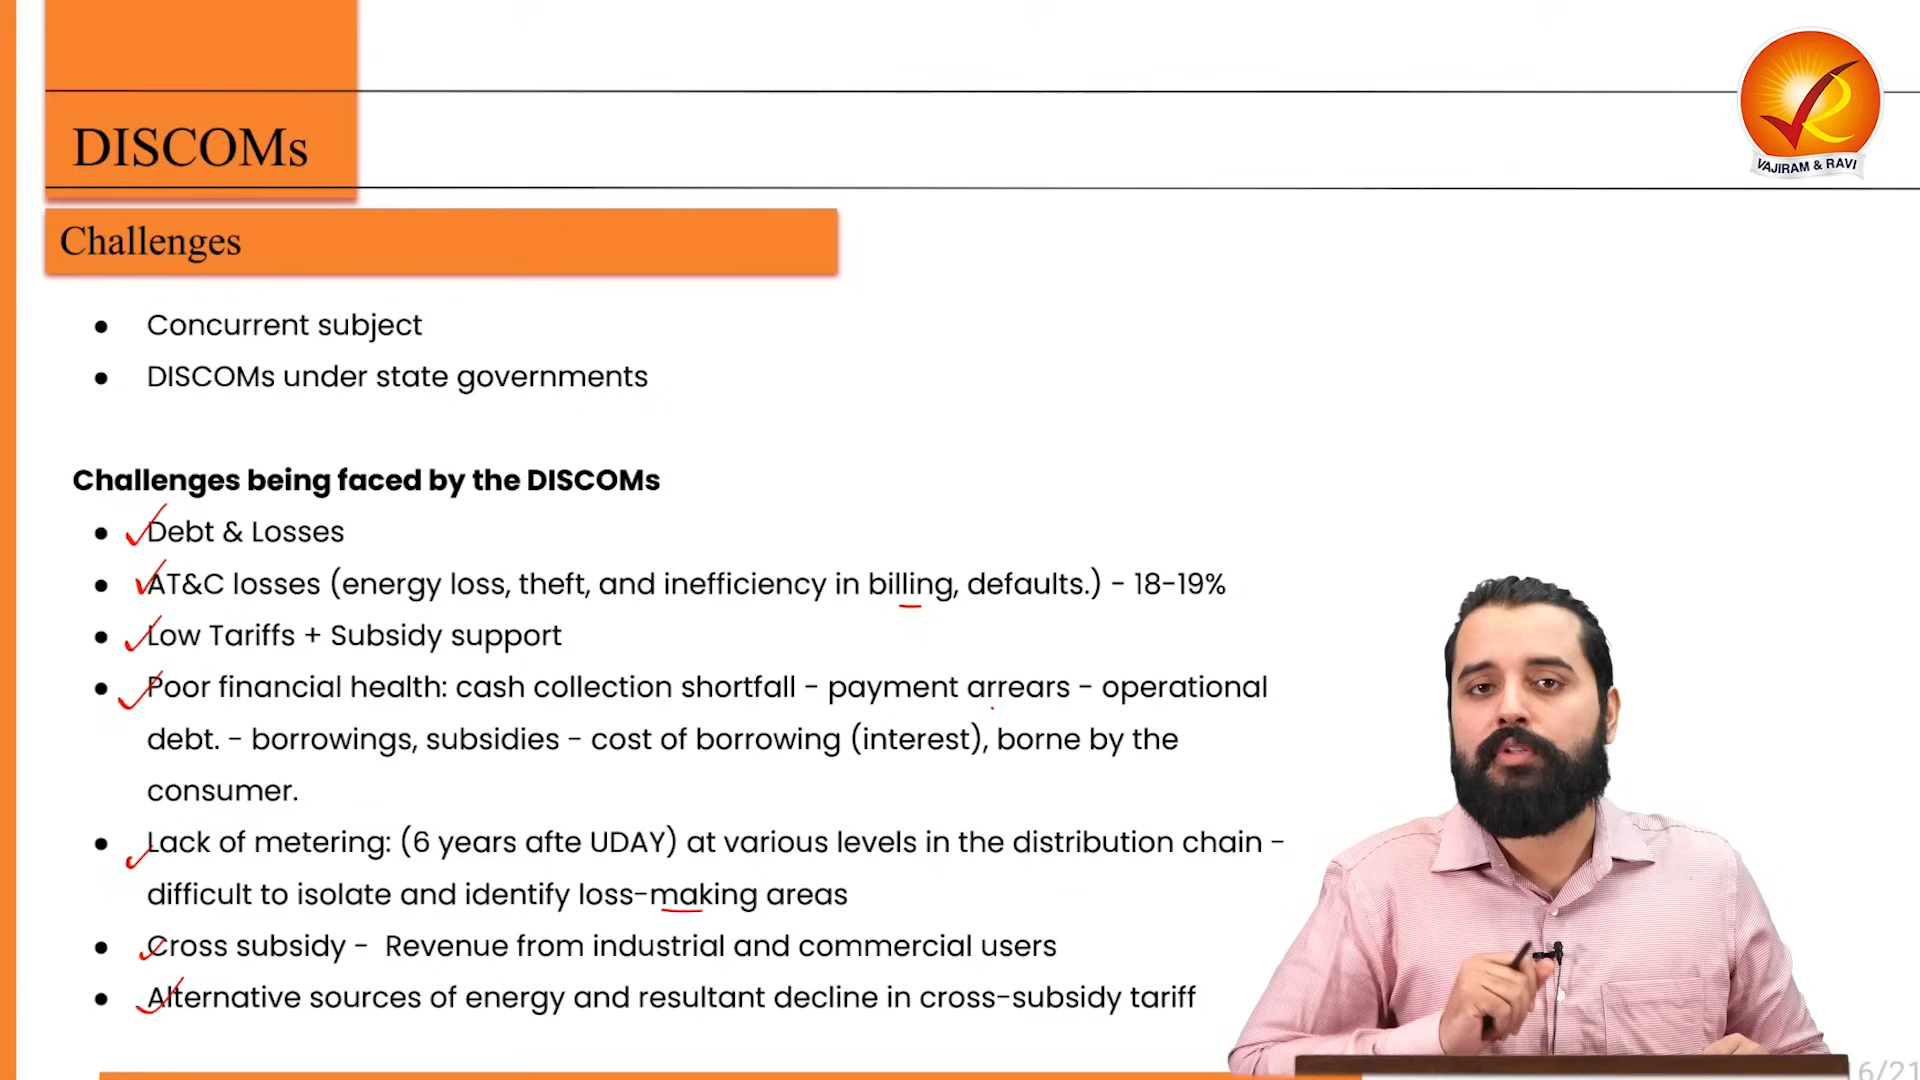 DISCOMs
VAJIRAM & RAVI
Challenges
● Concurrent subject
● DISCOMs under state governments
Challenges being faced by the DISCOMs
● Debt & Losses
● AT&C losses (energy loss, theft, and inefficiency in billing, defaults.) - 18-19%
● Low Tariffs + Subsidy support
● Poor financial health: cash collection shortfall - payment arrears - operational
debt. - borrowings, subsidies - cost of borrowing (interest), borne by the
consumer.
● Lack of metering: (6 years afte UDAY) at various levels in the distribution chain -
difficult to isolate and identify loss-making areas
● Cross subsidy - Revenue from industrial and commercial users
● Alternative sources of energy and resultant decline in cross-subsidy tariff
6/21